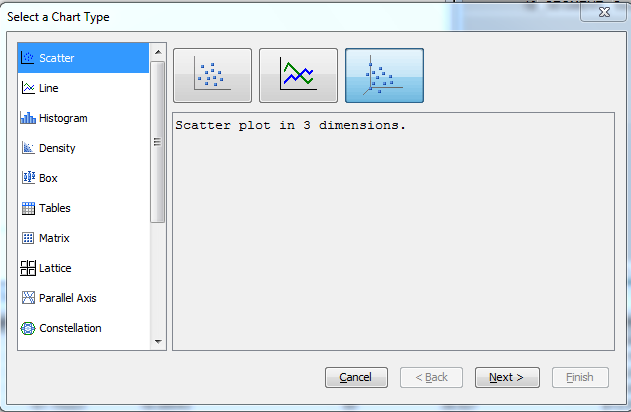 Select a Chart Type
Scatter
Line
Histogram
Density
Box
Tables
Matrix
Lattice
Parallel Axis
Constellation
Scatter plot in 3 dimensions.
Cancel
< Back
Next >
Finish